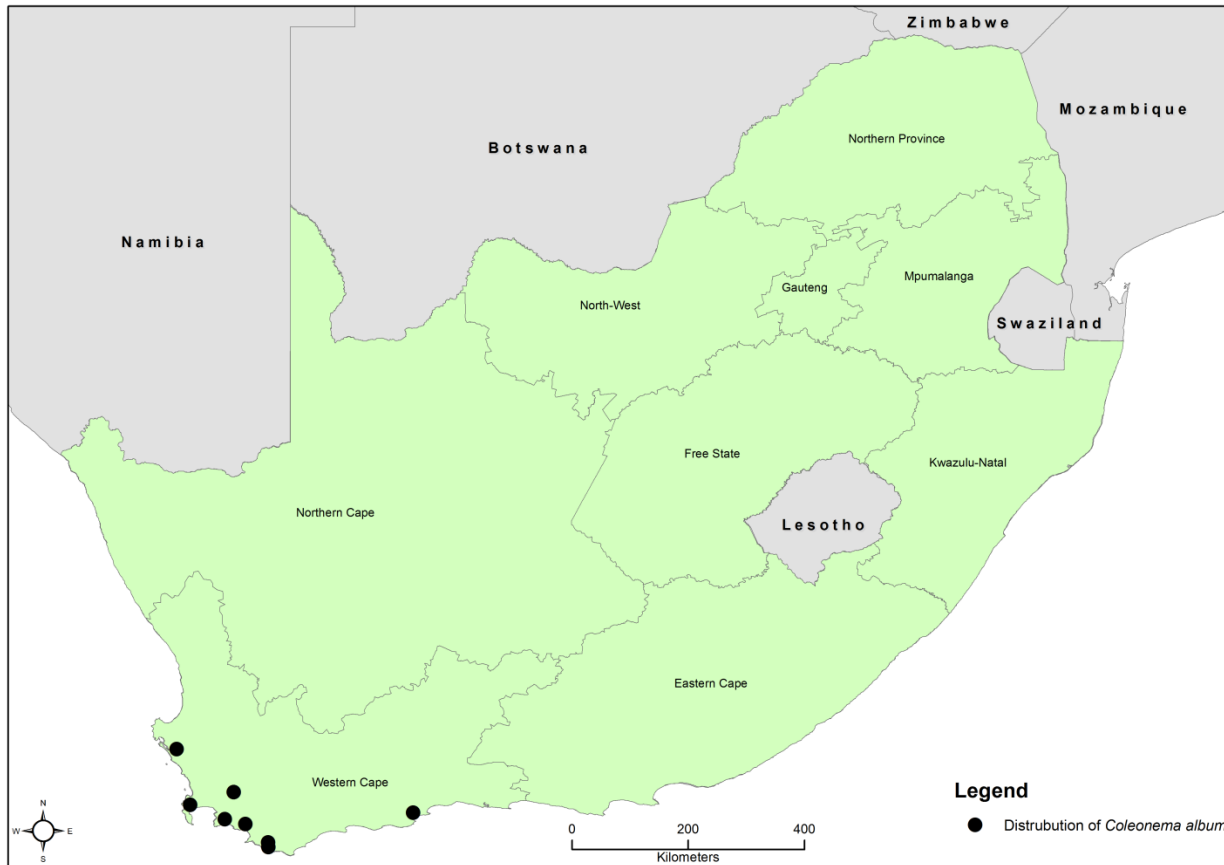 Zimbabwe
Mozambique
Northern Province
Botswana
Namibia
Mpumalanga
Gauteng
North-West
Swaziland
Free State
Kwazulu-Natal
Northern Cape
Lesotho
Eastern Cape
Western Cape
Legend
Distrubution of Coleonema album
N
W E
S
0 200 400
Kilometers